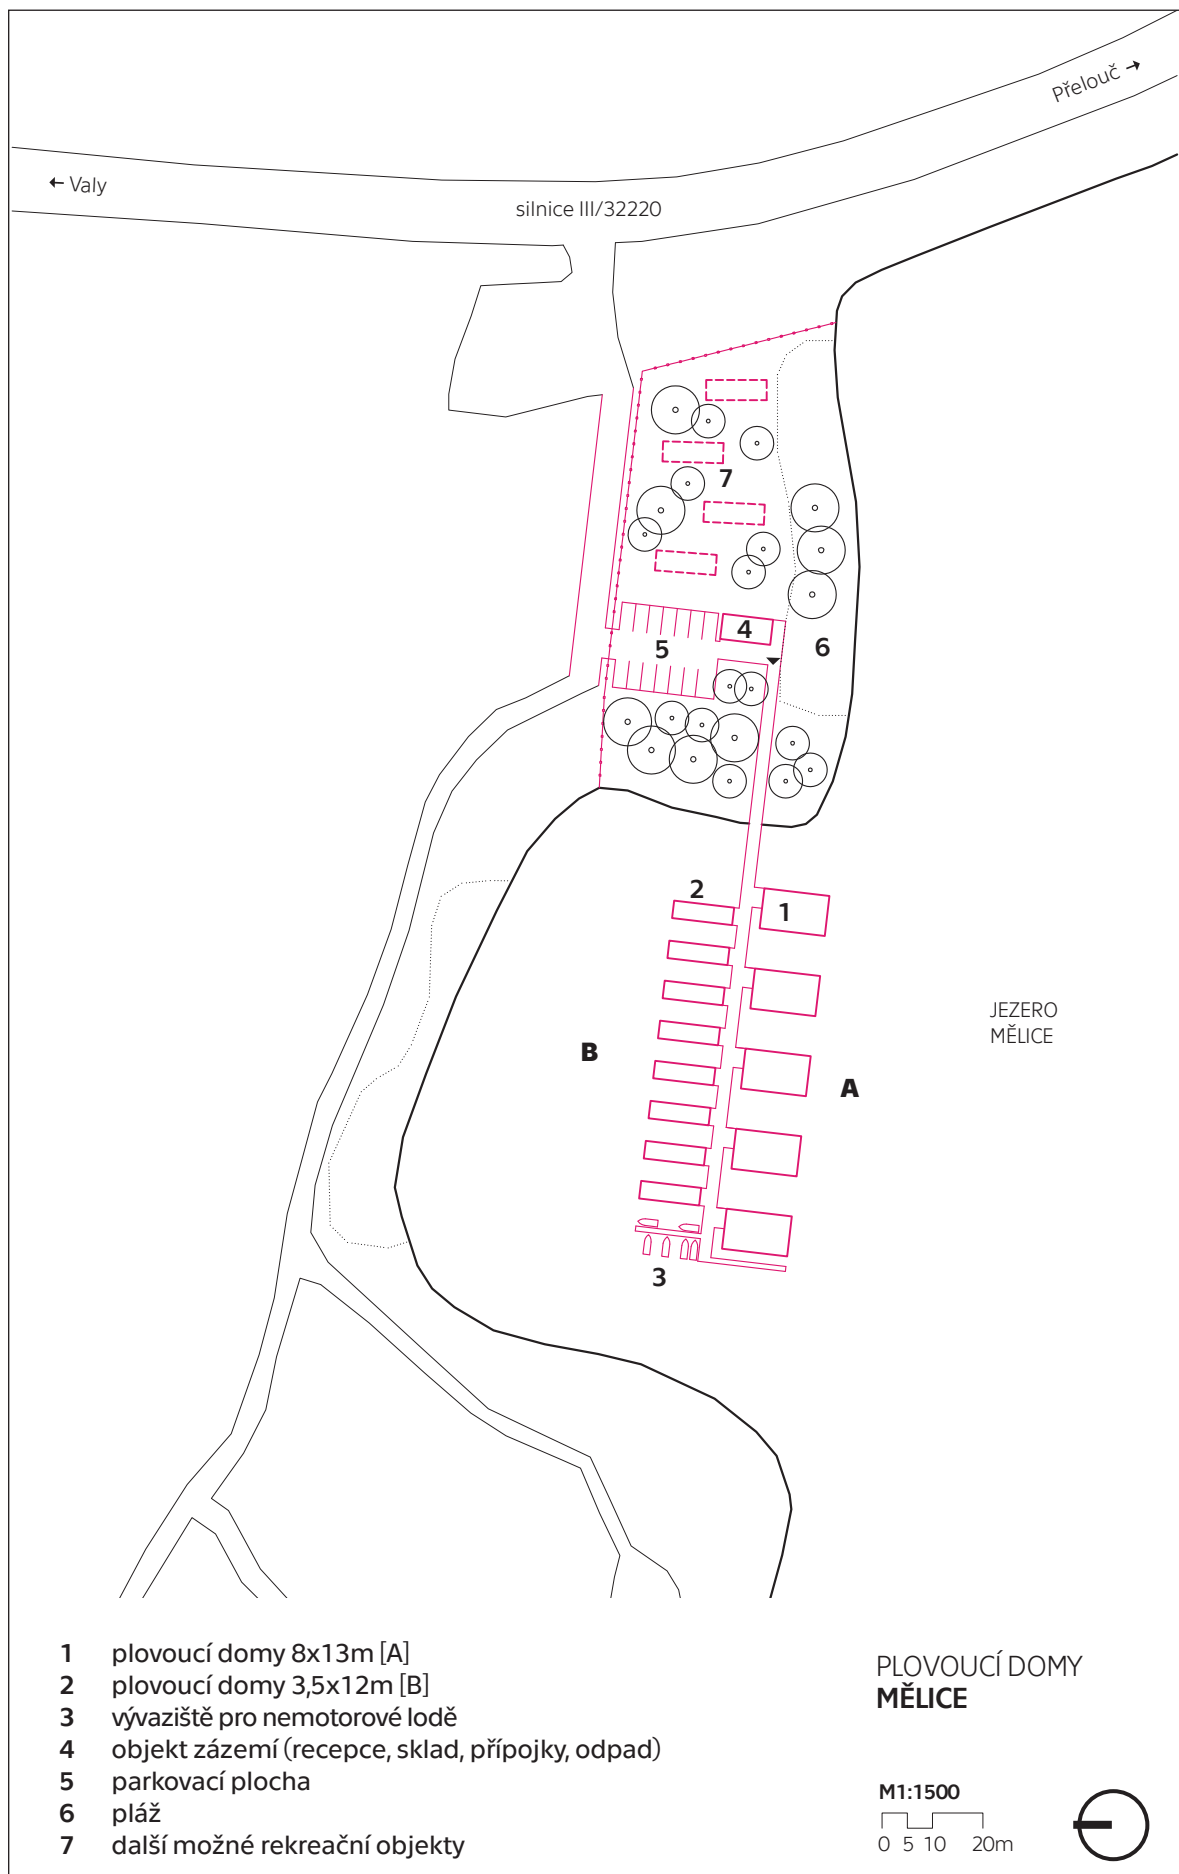 Přelouč →
← Valy
silnice III/32220
7
4
5
6
2
1
JEZERO
MĚLICE
B
A
3
1 plovoucí domy 8x13m [A]
2 plovoucí domy 3,5x12m [B]
3 vývaziště pro nemotorové lodě
4 objekt zázemí (recepce, sklad, přípojky, odpad)
5 parkovací plocha
6 pláž
7 další možné rekreační objekty
PLOVOUCÍ DOMY
MĚLICE
M1:1500
0 5 10 20m